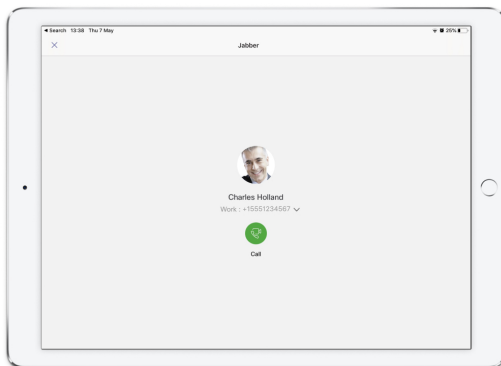 ◀ Search 13:38 Thu 7 May 25%
Jabber
Charles Holland
Work : +15551234567
Call